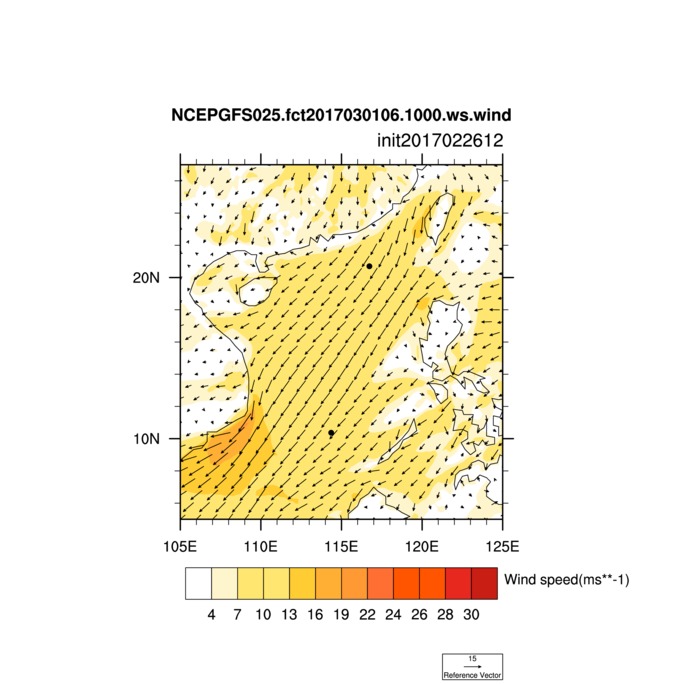 NCEPGFS025.fct2017030106.1000.ws.wind
init2017022612
20N
10N
105E 110E 115E 120E 125E
Wind speed(ms**-1)
4 7 10 13 16 19 22 24 26 28 30
15
Reference Vector